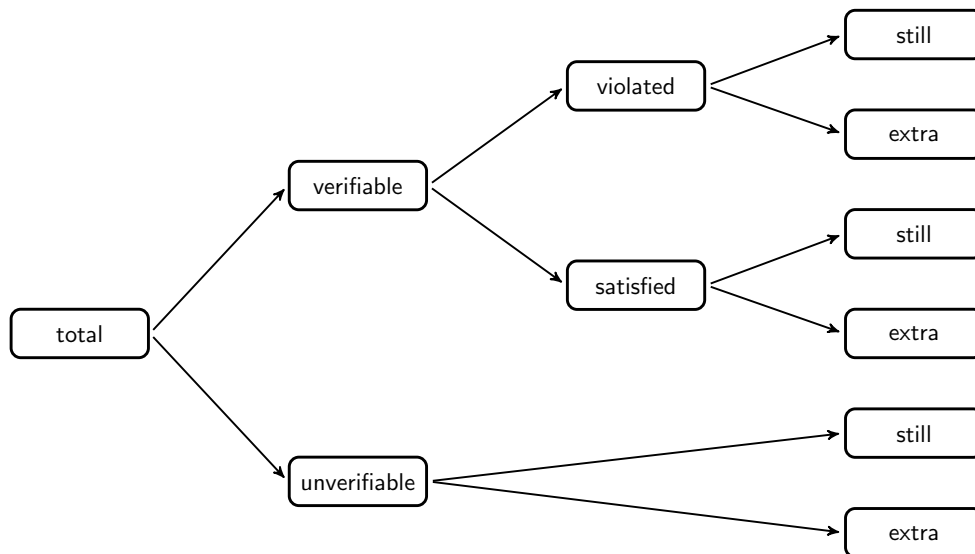 still
violated
extra
verifiable
still
satisfied
extra
total
still
unverifiable
extra